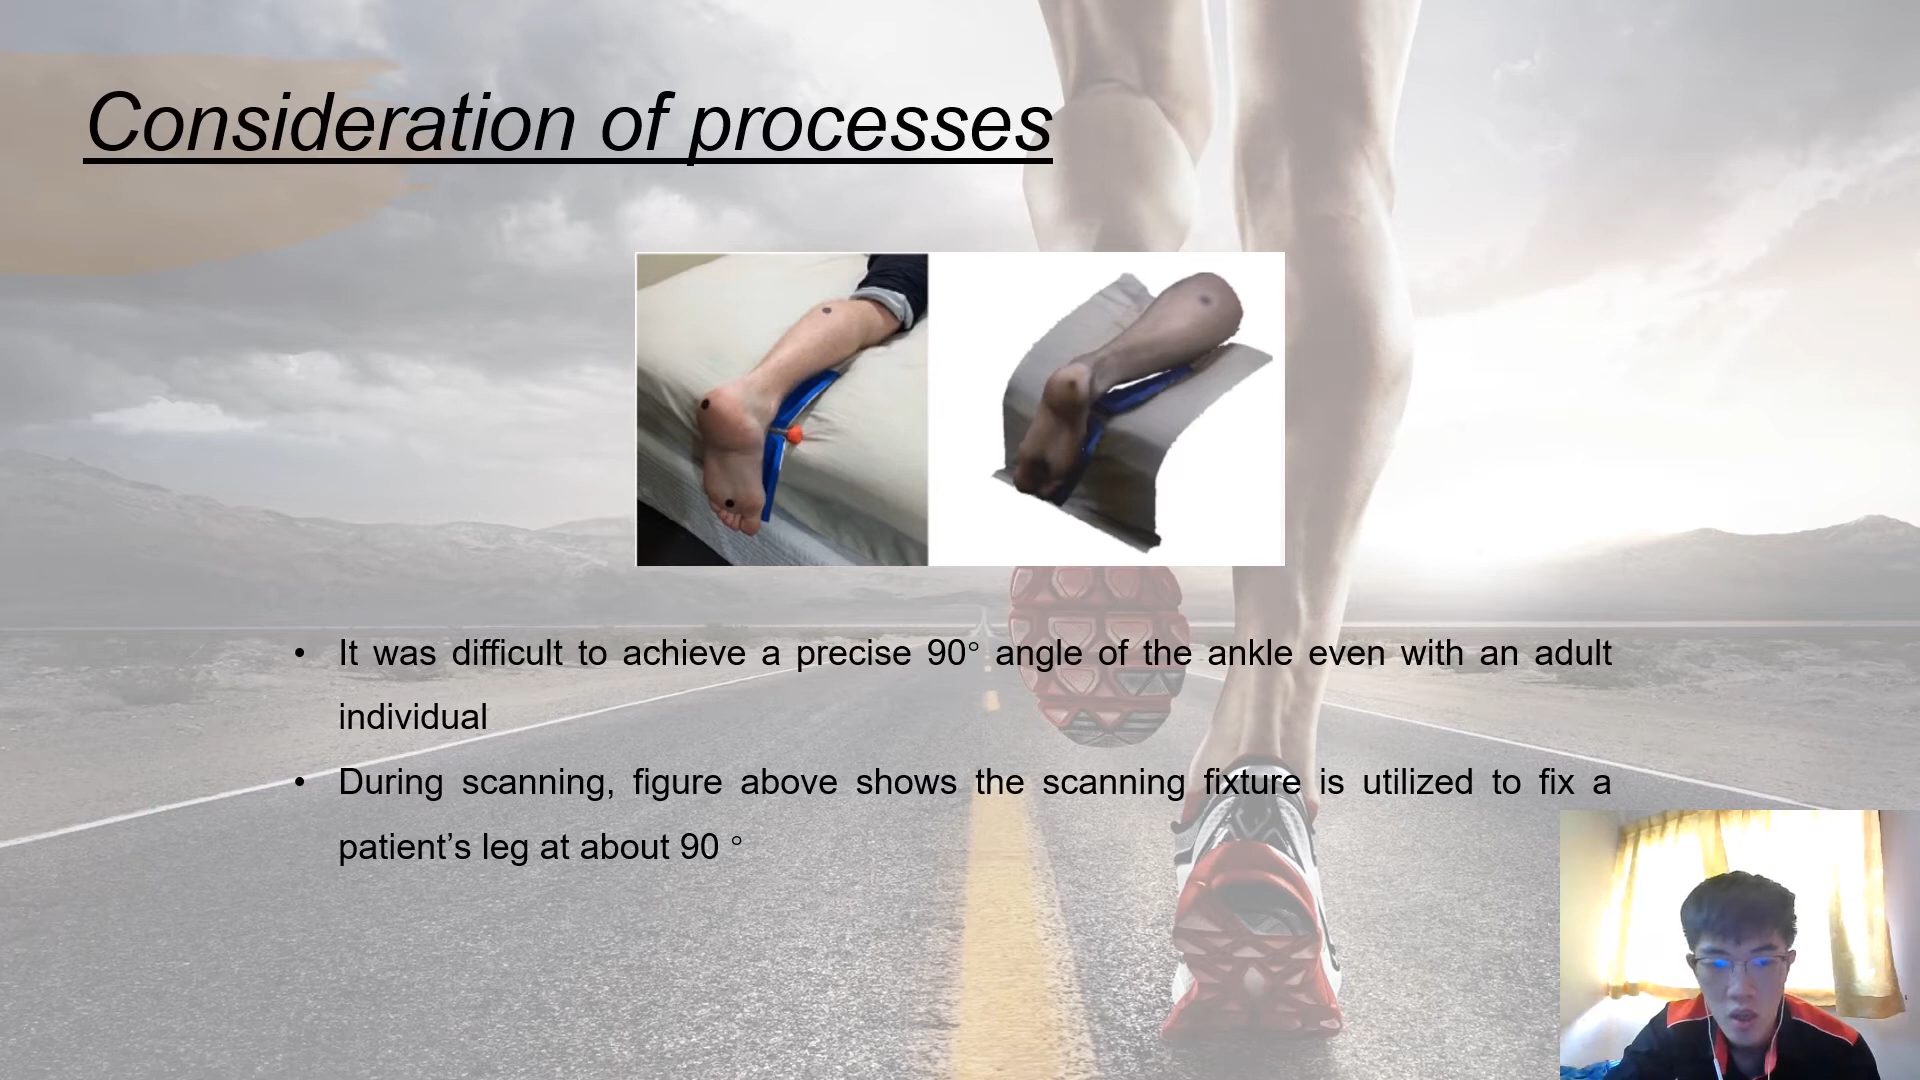 Consideration of processes
• It was difficult to achieve a precise 90° angle of the ankle even with an adult
individual
• During scanning, figure above shows the scanning fixture is utilized to fix a
patient’s leg at about 90 °